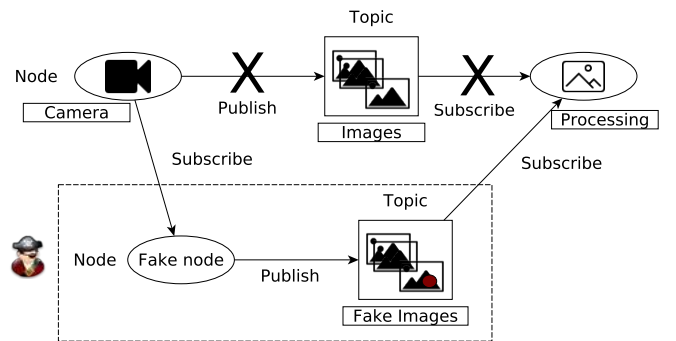 Topic
Node
Camera
Publish
Images
Subscribe
Processing
Subscribe
Subscribe
Topic
Node
Fake node
Publish
Fake Images